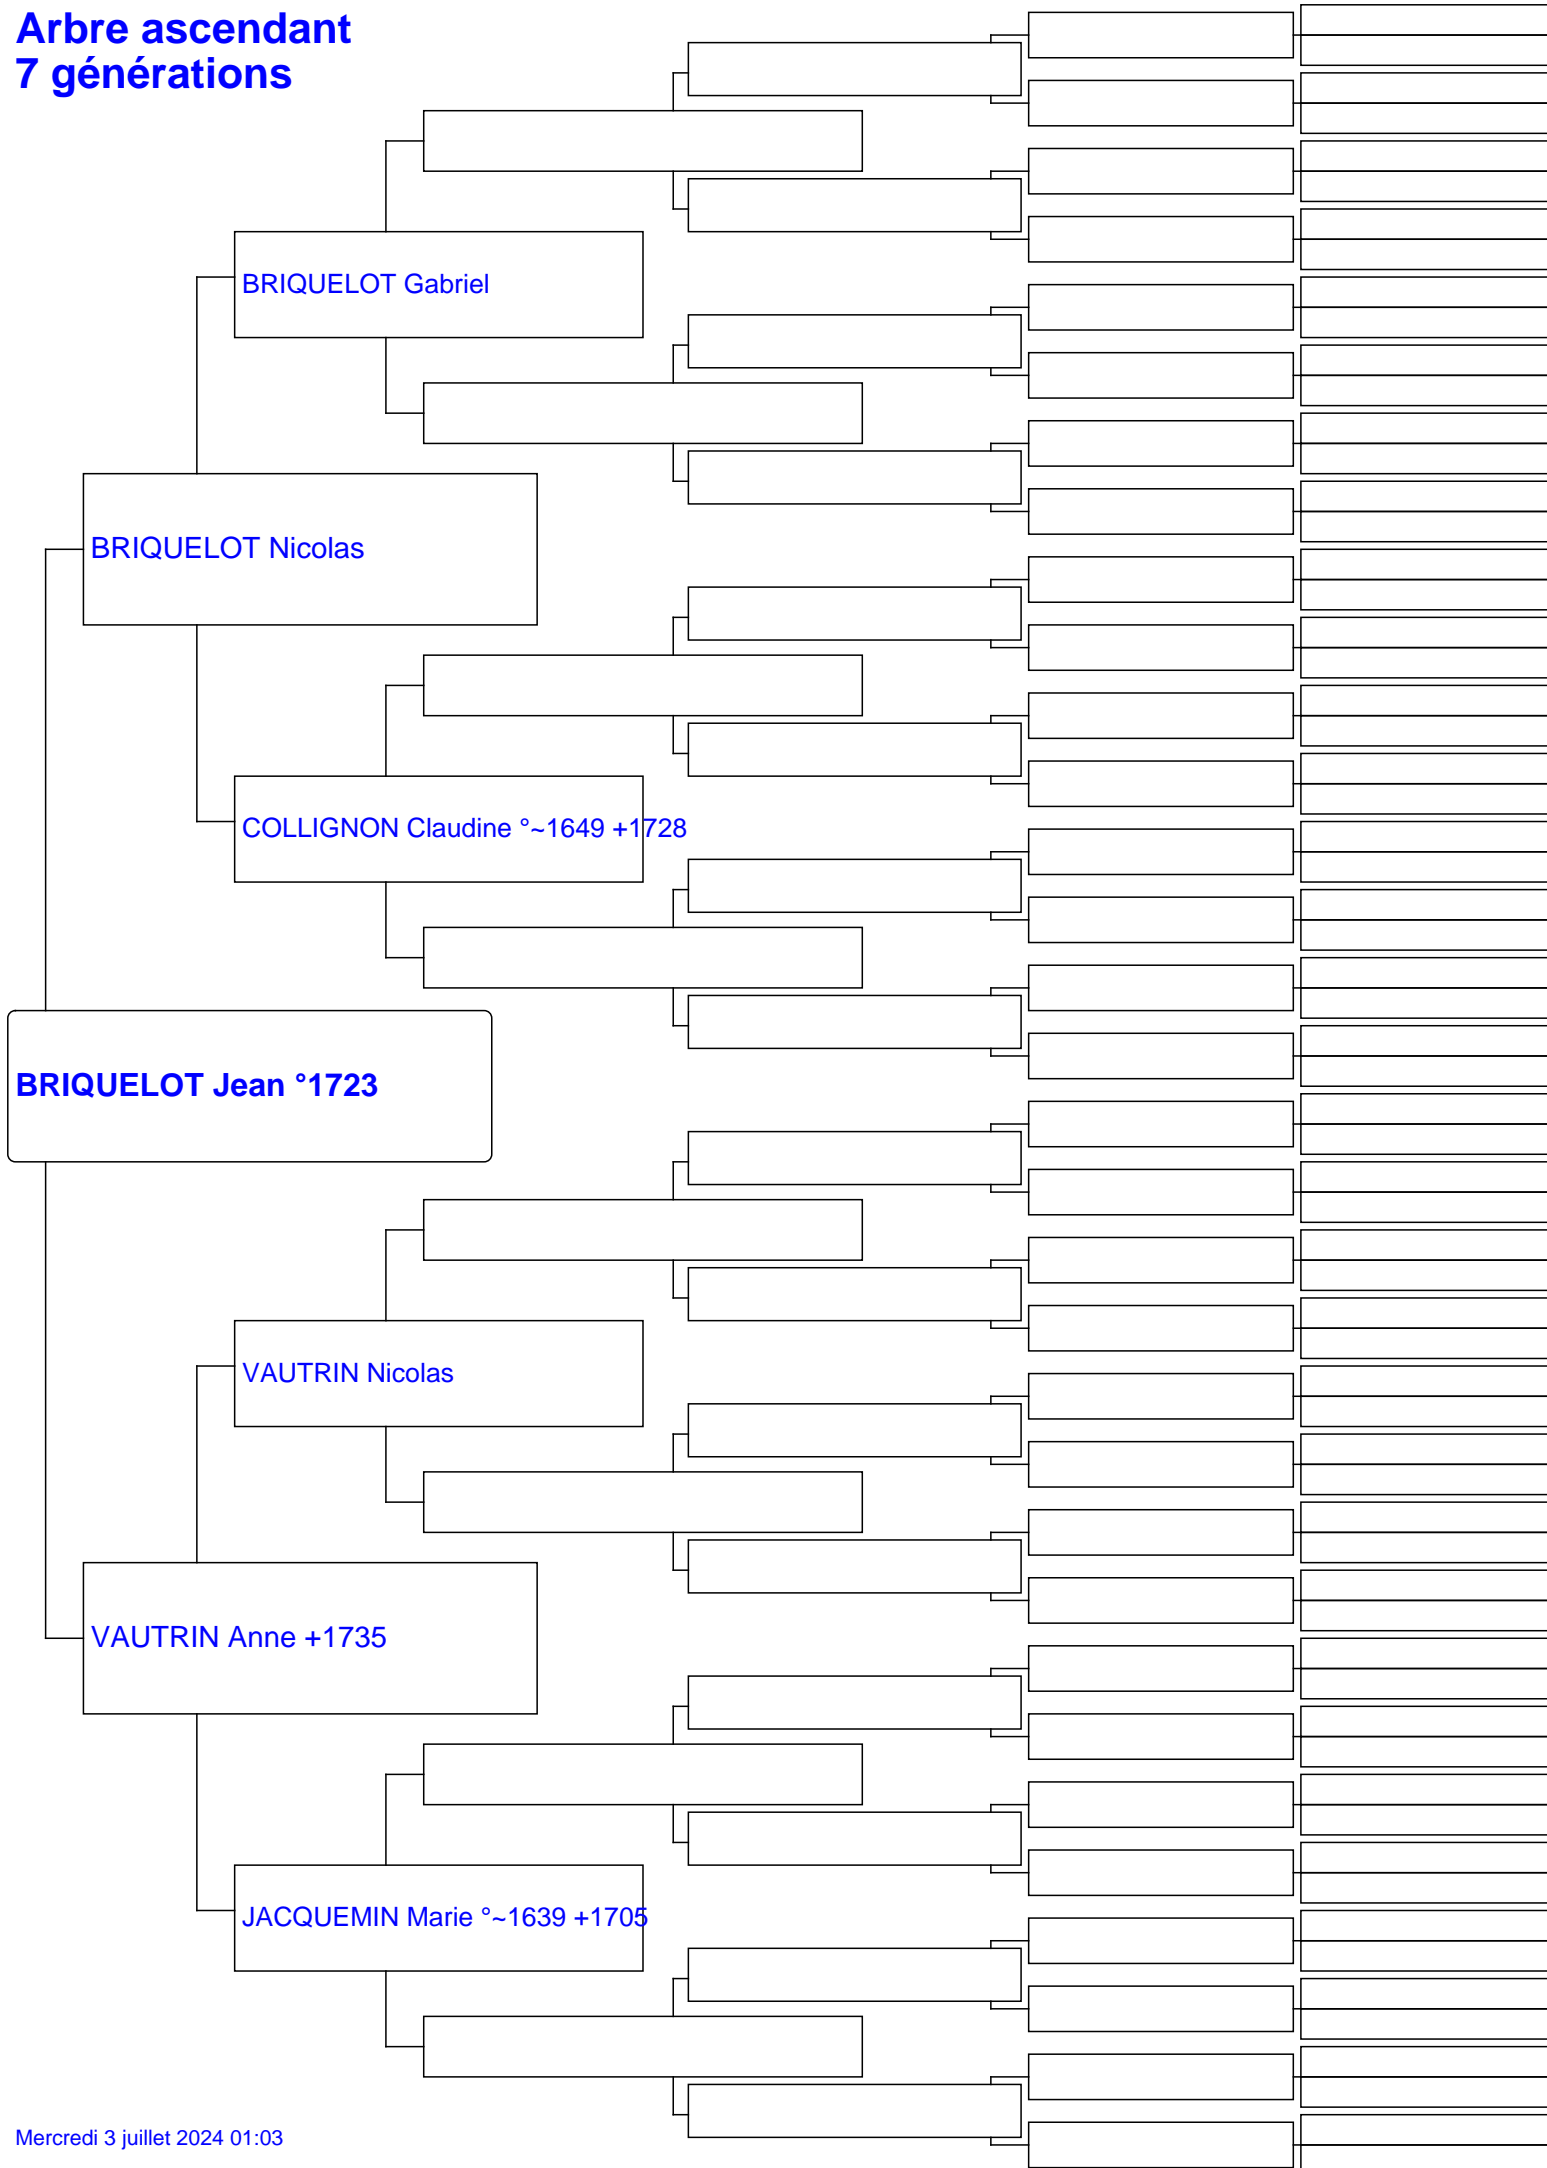 Arbre ascendant
7 générations
BRIQUELOT Gabriel
BRIQUELOT Nicolas
COLLIGNON Claudine °~1649 +1728
BRIQUELOT Jean °1723
VAUTRIN Nicolas
VAUTRIN Anne +1735
JACQUEMIN Marie °~1639 +1705
Mercredi 3 juillet 2024 01:03